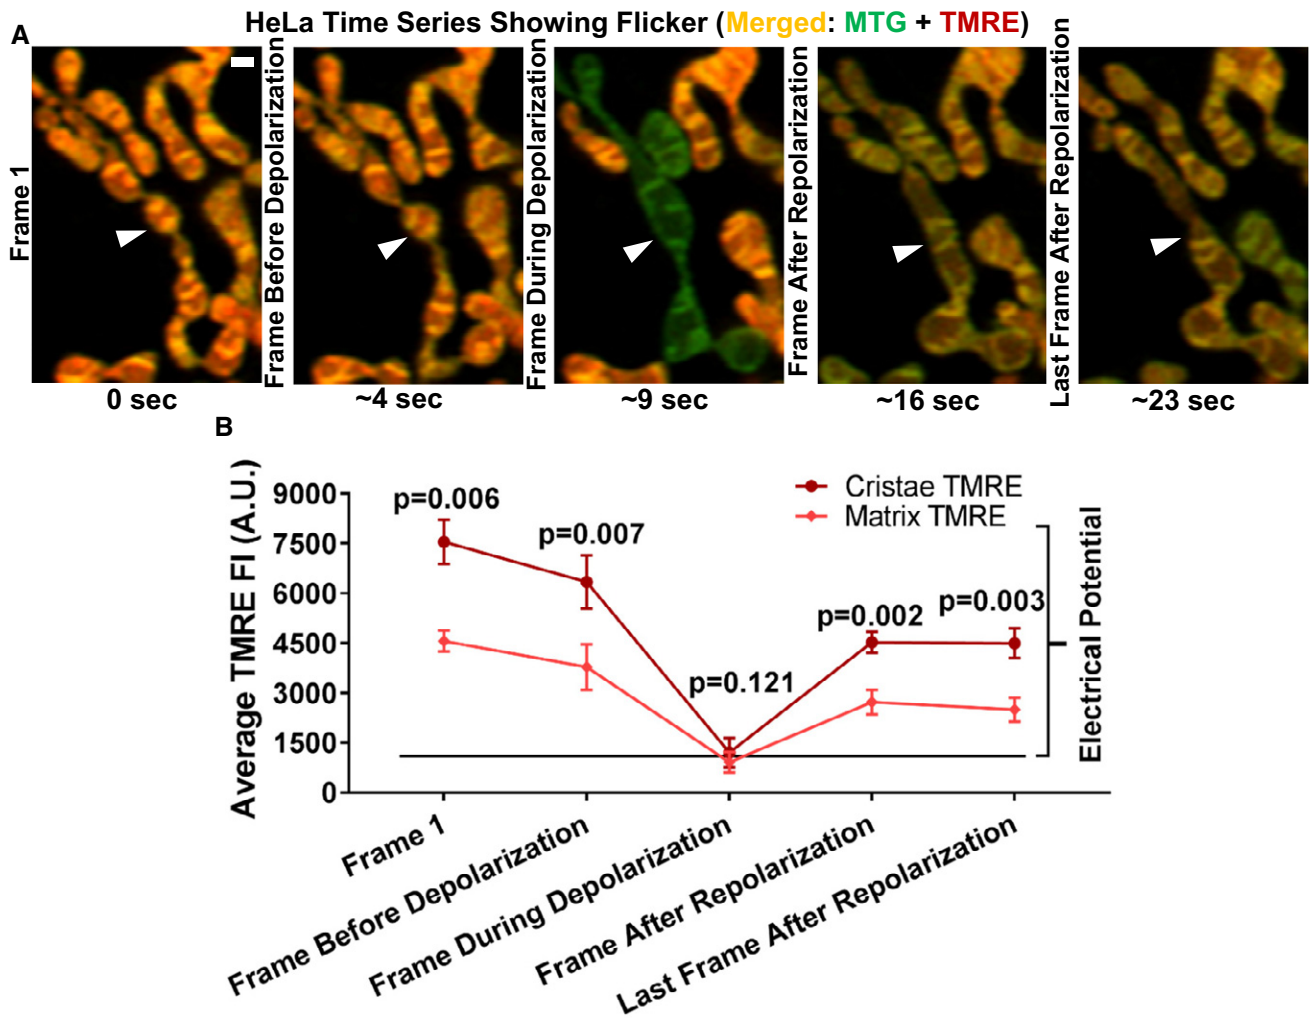 HeLa Time Series Showing Flicker (Merged: MTG + TMRE)
A
Frame 1
Frame Before Depolarization
Frame During Depolarization
Frame After Repolarization
Last Frame After Repolarization
0 sec
~4 sec
~9 sec
~16 sec
~23 sec
B
Cristae TMRE
Matrix TMRE
Average TMRE FI (A.U.)
9000
7500
6000
4500
3000
1500
0
p=0.006
p=0.007
p=0.121
p=0.002
p=0.003
Electrical Potential
Frame 1
Frame Before Depolarization
Frame During Depolarization
Frame After Repolarization
Last Frame After Repolarization